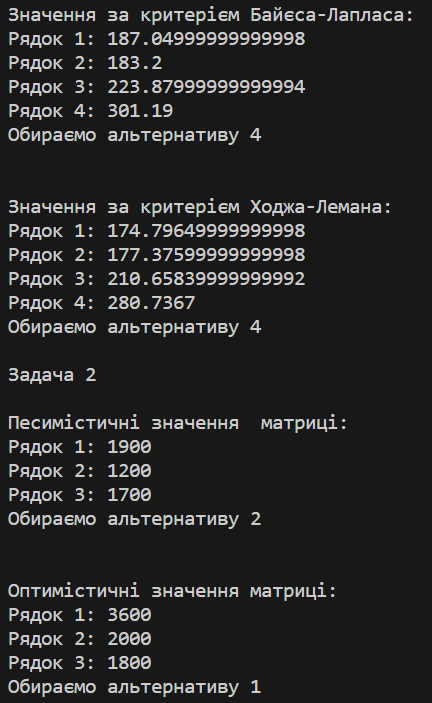 Значення за критерієм Байєса-Лапласа:
Рядок 1: 187.04999999999998
Рядок 2: 183.2
Рядок 3: 223.87999999999994
Рядок 4: 301.19
Обираємо альтернативу 4
Значення за критерієм Ходжа-Лемана:
Рядок 1: 174.79649999999998
Рядок 2: 177.37599999999998
Рядок 3: 210.65839999999992
Рядок 4: 280.7367
Обираємо альтернативу 4
Задача 2
Песимістичні значення  матриці:
Рядок 1: 1900
Рядок 2: 1200
Рядок 3: 1700
Обираємо альтернативу 2
Оптимістичні значення матриці:
Рядок 1: 3600
Рядок 2: 2000
Рядок 3: 1800
Обираємо альтернативу 1